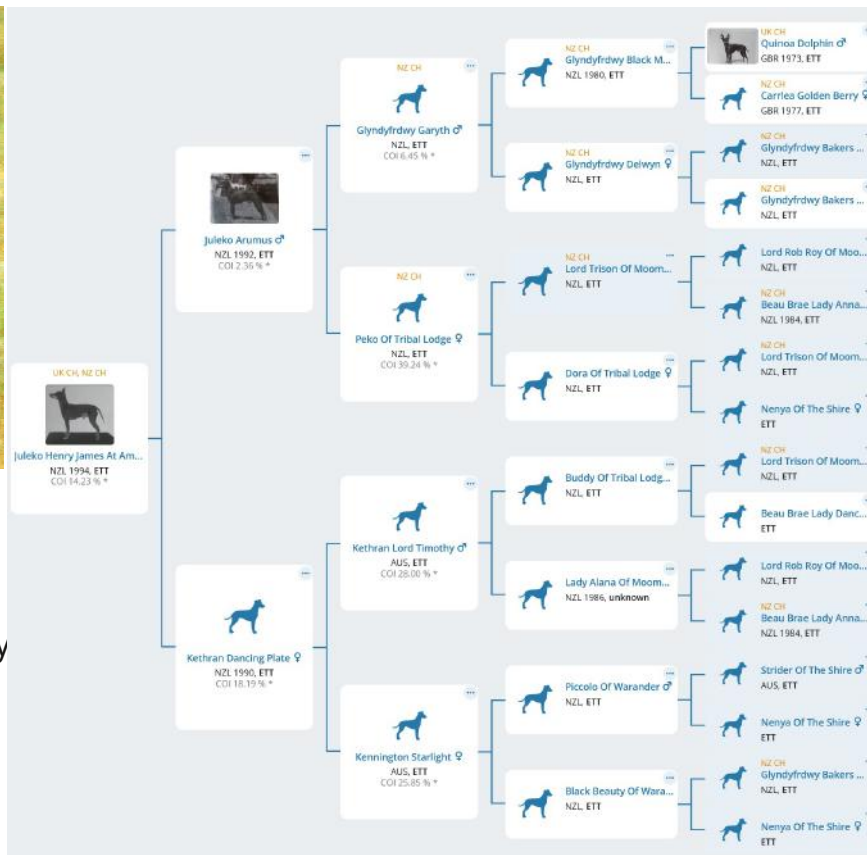 UK CH, NZ CH
Juleko Henry James At Am...
NZL 1994, ETT
COI 14.23 % *
Juleko Arumus ♂
NZL 1992, ETT
COI 2.36 % *
Kethran Dancing Plate ♀
NZL 1990, ETT
COI 18.19 % *
NZ CH
Glyndyfrdwy Garyth ♂
NZL, ETT
COI 6.45 % *
NZ CH
Peko Of Tribal Lodge ♀
NZL, ETT
COI 39.24 % *
Kethran Lord Timothy ♂
AUS, ETT
COI 28.00 % *
Kennington Starlight ♀
AUS, ETT
COI 25.85 % *
NZ CH
Glyndyfrdwy Black M...
NZL 1980, ETT
NZ CH
Glyndyfrdwy Delwyn ♀
NZL, ETT
NZ CH
Lord Trison Of Moom...
NZL, ETT
Dora Of Tribal Lodge ♀
NZL, ETT
Buddy Of Tribal Lodg...
NZL, ETT
Lady Alana Of Moom...
NZL 1986, unknown
Piccolo Of Warander ♂
NZL, ETT
Black Beauty Of Wara...
NZL, ETT
UK CH
Quinoa Dolphin ♂
GBR 1973, ETT
NZ CH
Carrlea Golden Berry ♀
GBR 1977, ETT
NZ CH
Glyndyfrdwy Bakers ...
NZL, ETT
NZ CH
Glyndyfrdwy Bakers ...
NZL, ETT
Lord Rob Roy Of Moo...
NZL, ETT
NZ CH
Beau Brae Lady Anna...
NZL 1984, ETT
NZ CH
Lord Trison Of Moom...
NZL, ETT
Nenya Of The Shire ♀
ETT
NZ CH
Lord Trison Of Moom...
NZL, ETT
Beau Brae Lady Danc...
ETT
Lord Rob Roy Of Moo...
NZL, ETT
NZ CH
Beau Brae Lady Anna...
NZL 1984, ETT
Strider Of The Shire ♂
AUS, ETT
Nenya Of The Shire ♀
ETT
NZ CH
Glyndyfrdwy Bakers ...
NZL, ETT
Nenya Of The Shire ♀
ETT
y